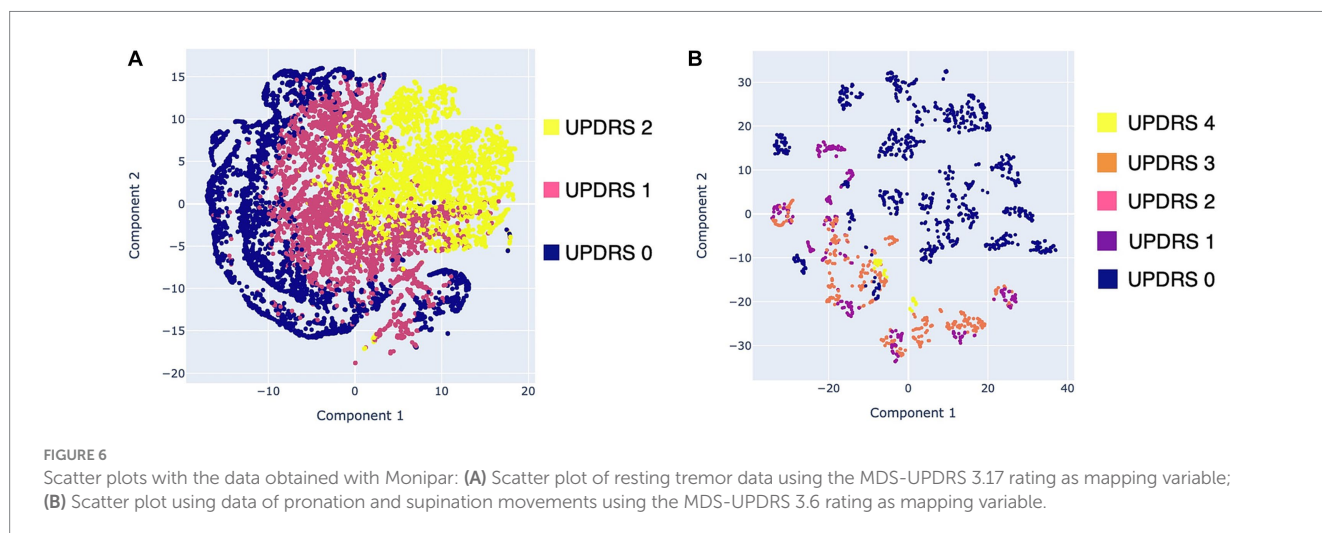 A
15
10
5
0
−5
−10
−15
−20
−10
0
10
20
Component 1
Component 2
UPDRS 2
UPDRS 1
UPDRS 0
B
30
20
10
0
−10
−20
−30
−20
0
20
40
Component 1
Component 2
UPDRS 4
UPDRS 3
UPDRS 2
UPDRS 1
UPDRS 0
FIGURE 6
Scatter plots with the data obtained with Monipar: (A) Scatter plot of resting tremor data using the MDS-UPDRS 3.17 rating as mapping variable;
(B) Scatter plot using data of pronation and supination movements using the MDS-UPDRS 3.6 rating as mapping variable.